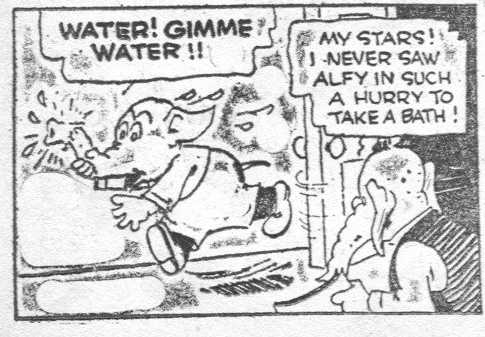 WATER! GIMME
WATER!!
MY STARS!
I NEVER SAW
ALFY IN SUCH
A HURRY TO
TAKE A BATH!